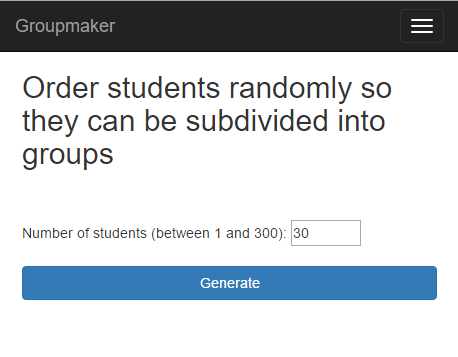 Groupmaker
Order students randomly so
they can be subdivided into
groups
Number of students (between 1 and 300): 30
Generate